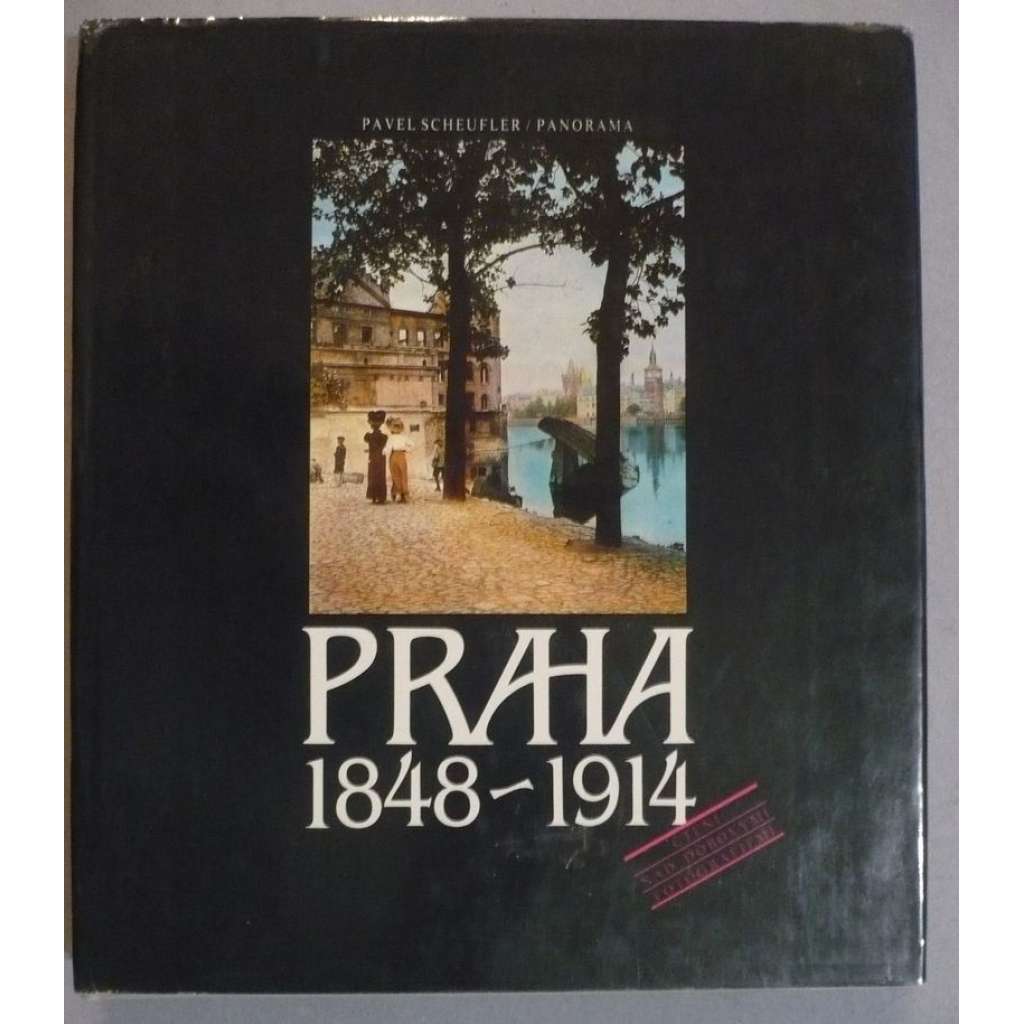 PAVEL SCHEUFLER / PANORAMA
PRAHA
1848-1914
ČTENÍ
NAD DOBOVÝMI
FOTOGRAFIEMI